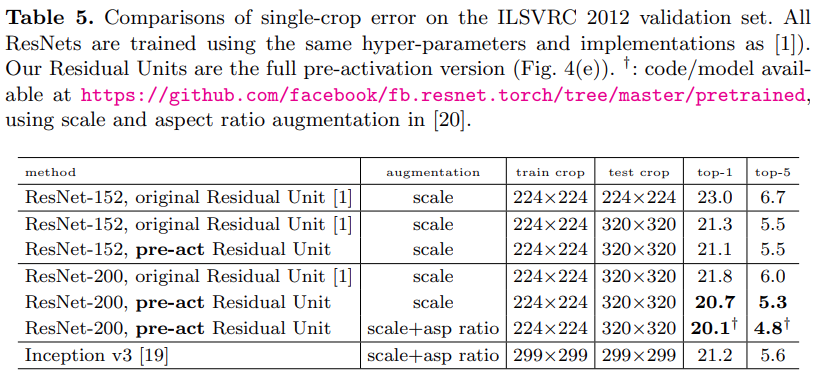 Table 5. Comparisons of single-crop error on the ILSVRC 2012 validation set. All
ResNets are trained using the same hyper-parameters and implementations as [1]).
Our Residual Units are the full pre-activation version (Fig. 4(e)). †: code/model avail-
able at https://github.com/facebook/fb.resnet.torch/tree/master/pretrained,
using scale and aspect ratio augmentation in [20].
method augmentation train crop test crop top-1 top-5
ResNet-152, original Residual Unit [1] scale 224×224 224×224 23.0 6.7
ResNet-152, original Residual Unit [1] scale 224×224 320×320 21.3 5.5
ResNet-152, pre-act Residual Unit scale 224×224 320×320 21.1 5.5
ResNet-200, original Residual Unit [1] scale 224×224 320×320 21.8 6.0
ResNet-200, pre-act Residual Unit scale 224×224 320×320 20.7 5.3
ResNet-200, pre-act Residual Unit scale+asp ratio 224×224 320×320 20.1† 4.8†
Inception v3 [19] scale+asp ratio 299×299 299×299 21.2 5.6